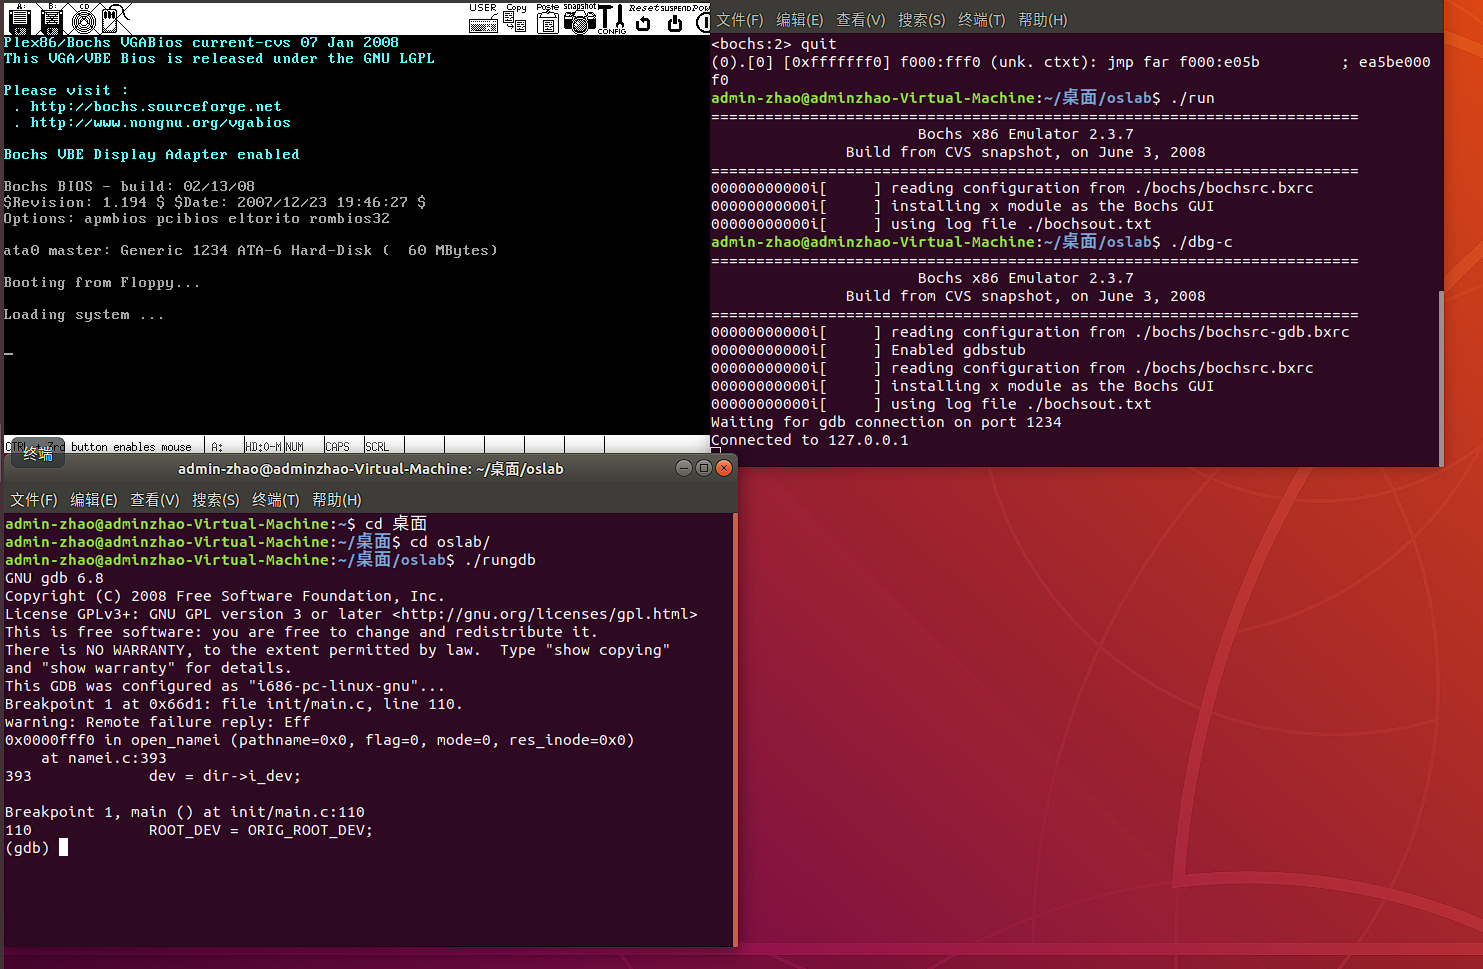 A: B: CD USER Copy Paste snapshot CONFIG Reset SUSPEND
Plex86/Bochs VGABios current-cvs 07 Jan 2008
This VGA/VBE Bios is released under the GNU LGPL
Please visit :
. http://bochs.sourceforge.net
. http://www.nongnu.org/vgabios
Bochs VBE Display Adapter enabled
Bochs BIOS - build: 02/13/08
$Revision: 1.194 $ $Date: 2007/12/23 19:46:27 $
Options: apmbios pcibios eltorito rombios32
ata0 master: Generic 1234 ATA-6 Hard-Disk (  60 MBytes)
Booting from Floppy...
Loading system ...
button enables mouse A: HD:0-M NUM CAPS SCRL
终端
文件(F) 编辑(E) 查看(V) 搜索(S) 终端(T) 帮助(H)
<bochs:2> quit
(0).[0] [0xfffffff0] f000:fff0 (unk. ctxt): jmp far f000:e05b         ; ea5be000
f0
admin-zhao@adminzhao-Virtual-Machine:~/桌面/oslab$ ./run
========================================================================
Bochs x86 Emulator 2.3.7
Build from CVS snapshot, on June 3, 2008
========================================================================
00000000000i[     ] reading configuration from ./bochs/bochsrc.bxrc
00000000000i[     ] installing x module as the Bochs GUI
00000000000i[     ] using log file ./bochsout.txt
admin-zhao@adminzhao-Virtual-Machine:~/桌面/oslab$ ./dbg-c
========================================================================
Bochs x86 Emulator 2.3.7
Build from CVS snapshot, on June 3, 2008
========================================================================
00000000000i[     ] reading configuration from ./bochs/bochsrc-gdb.bxrc
00000000000i[     ] Enabled gdbstub
00000000000i[     ] reading configuration from ./bochs/bochsrc.bxrc
00000000000i[     ] installing x module as the Bochs GUI
00000000000i[     ] using log file ./bochsout.txt
Waiting for gdb connection on port 1234
Connected to 127.0.0.1
admin-zhao@adminzhao-Virtual-Machine: ~/桌面/oslab
文件(F) 编辑(E) 查看(V) 搜索(S) 终端(T) 帮助(H)
admin-zhao@adminzhao-Virtual-Machine:~$ cd 桌面
admin-zhao@adminzhao-Virtual-Machine:~/桌面$ cd oslab/
admin-zhao@adminzhao-Virtual-Machine:~/桌面/oslab$ ./rungdb
GNU gdb 6.8
Copyright (C) 2008 Free Software Foundation, Inc.
License GPLv3+: GNU GPL version 3 or later <http://gnu.org/licenses/gpl.html>
This is free software: you are free to change and redistribute it.
There is NO WARRANTY, to the extent permitted by law.  Type "show copying"
and "show warranty" for details.
This GDB was configured as "i686-pc-linux-gnu"...
Breakpoint 1 at 0x66d1: file init/main.c, line 110.
warning: Remote failure reply: Eff
0x0000fff0 in open_namei (pathname=0x0, flag=0, mode=0, res_inode=0x0)
at namei.c:393
393             dev = dir->i_dev;
Breakpoint 1, main () at init/main.c:110
110             ROOT_DEV = ORIG_ROOT_DEV;
(gdb)